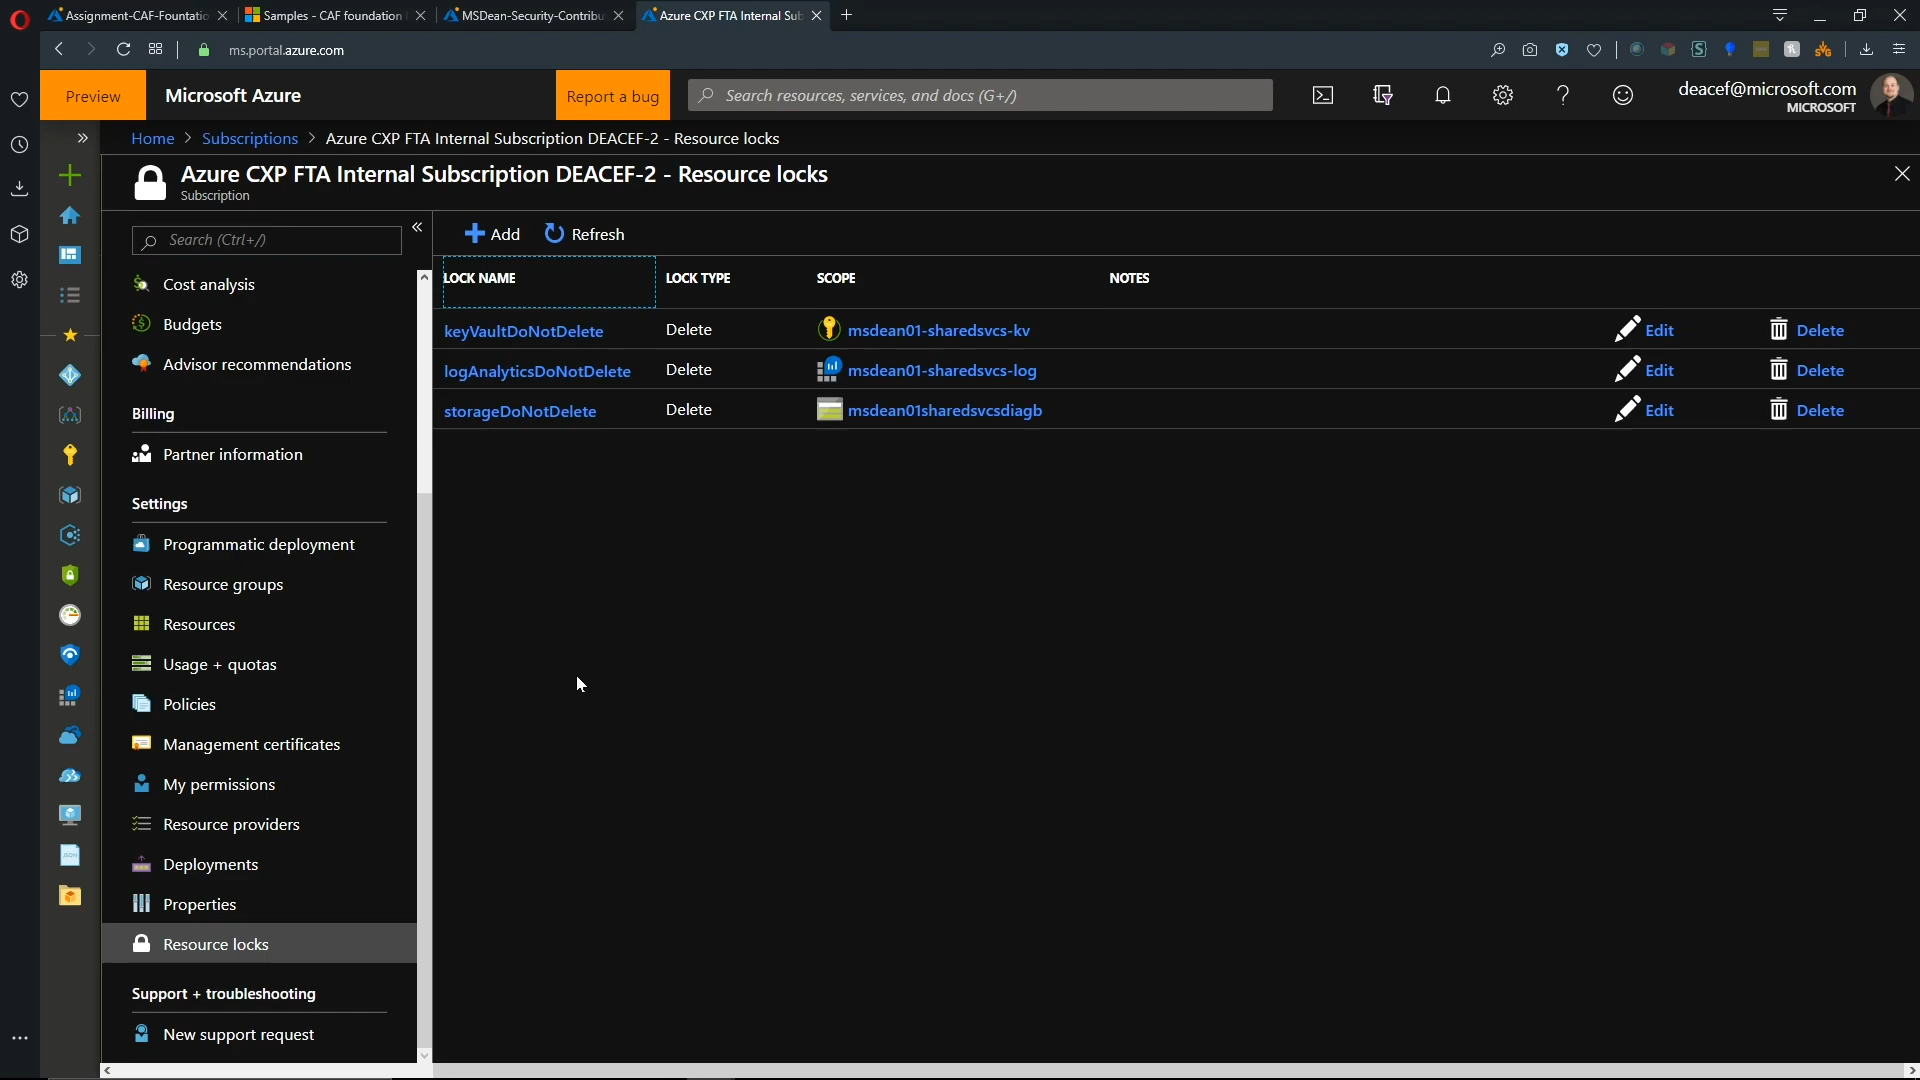 Assignment-CAF-Foundatio
Samples - CAF foundation
MSDean-Security-Contribu
Azure CXP FTA Internal Sub
ms.portal.azure.com
Preview
Microsoft Azure
Report a bug
Search resources, services, and docs (G+/)
deacef@microsoft.com
MICROSOFT
Home > Subscriptions > Azure CXP FTA Internal Subscription DEACEF-2 - Resource locks
Azure CXP FTA Internal Subscription DEACEF-2 - Resource locks
Subscription
Search (Ctrl+/)
Cost analysis
Budgets
Advisor recommendations
Billing
Partner information
Settings
Programmatic deployment
Resource groups
Resources
Usage + quotas
Policies
Management certificates
My permissions
Resource providers
Deployments
Properties
Resource locks
Support + troubleshooting
New support request
Add Refresh
LOCK NAME LOCK TYPE SCOPE NOTES
keyVaultDoNotDelete Delete msdean01-sharedsvcs-kv Edit Delete
logAnalyticsDoNotDelete Delete msdean01-sharedsvcs-log Edit Delete
storageDoNotDelete Delete msdean01sharedsvcsdiagb Edit Delete